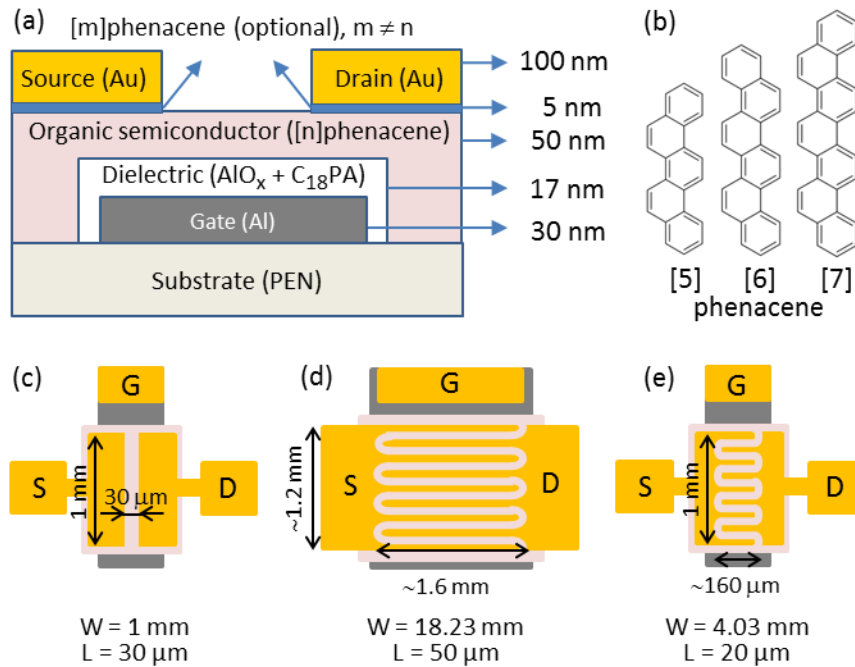 (a)
[m]phenacene (optional), m ≠ n
Source (Au)
Drain (Au)
100 nm
5 nm
Organic semiconductor ([n]phenacene)
50 nm
Dielectric (AlOₓ + C₁₈PA)
17 nm
Gate (Al)
30 nm
Substrate (PEN)
(b)
[5] [6] [7]
phenacene
(c)
G
S
D
1 mm
30 μm
W = 1 mm
L = 30 μm
(d)
G
S
D
~1.2 mm
~1.6 mm
W = 18.23 mm
L = 50 μm
(e)
G
S
D
1 mm
~160 μm
W = 4.03 mm
L = 20 μm